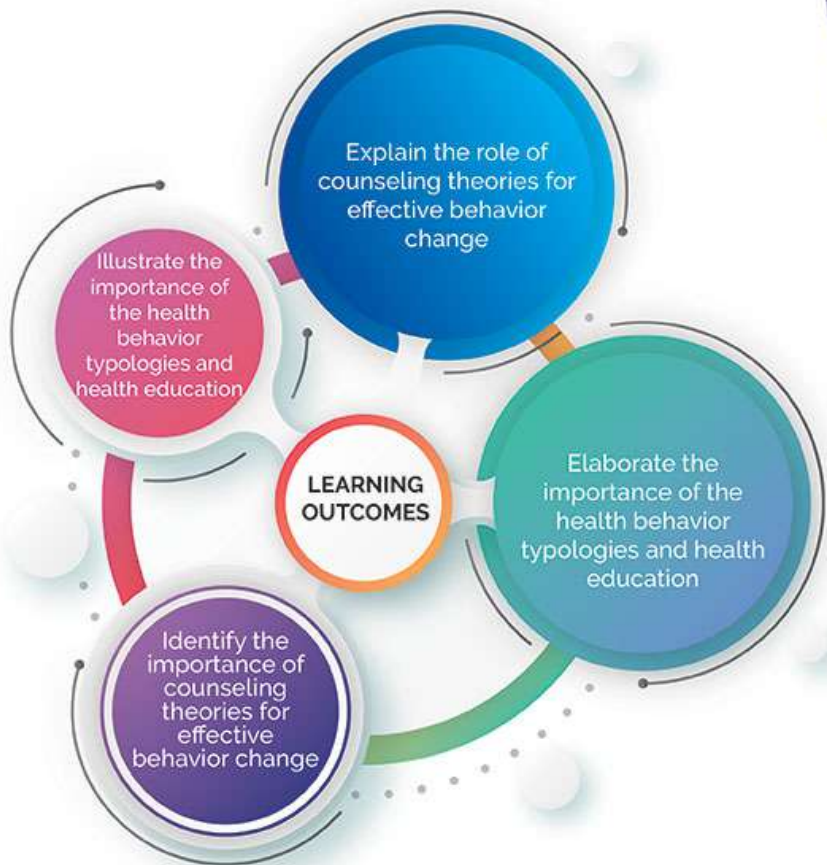 Explain the role of
counseling theories for
effective behavior
change
Illustrate the
importance of
the health
behavior
typologies and
health education
LEARNING
OUTCOMES
Elaborate the
importance of the
health behavior
typologies and health
education
Identify the
importance of
counseling
theories for
effective
behavior change